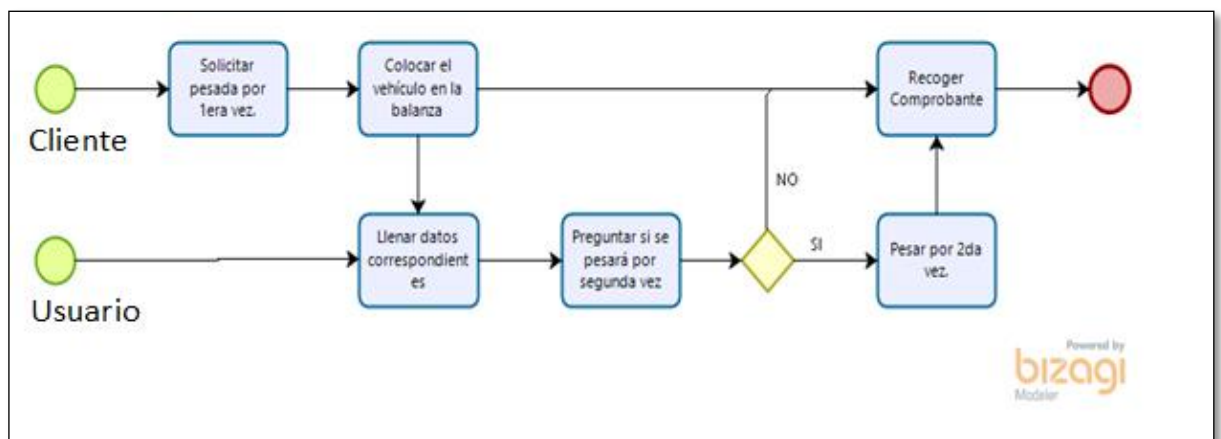 Solicitar
pesada por
1era vez.
Colocar el
vehículo en la
balanza
Recoger
Comprobante
Cliente
NO
Llenar datos
correspondient
es
Preguntar si se
pesará por
segunda vez
SI
Pesar por 2da
vez.
Usuario
Powered by
bizagi
Modeler